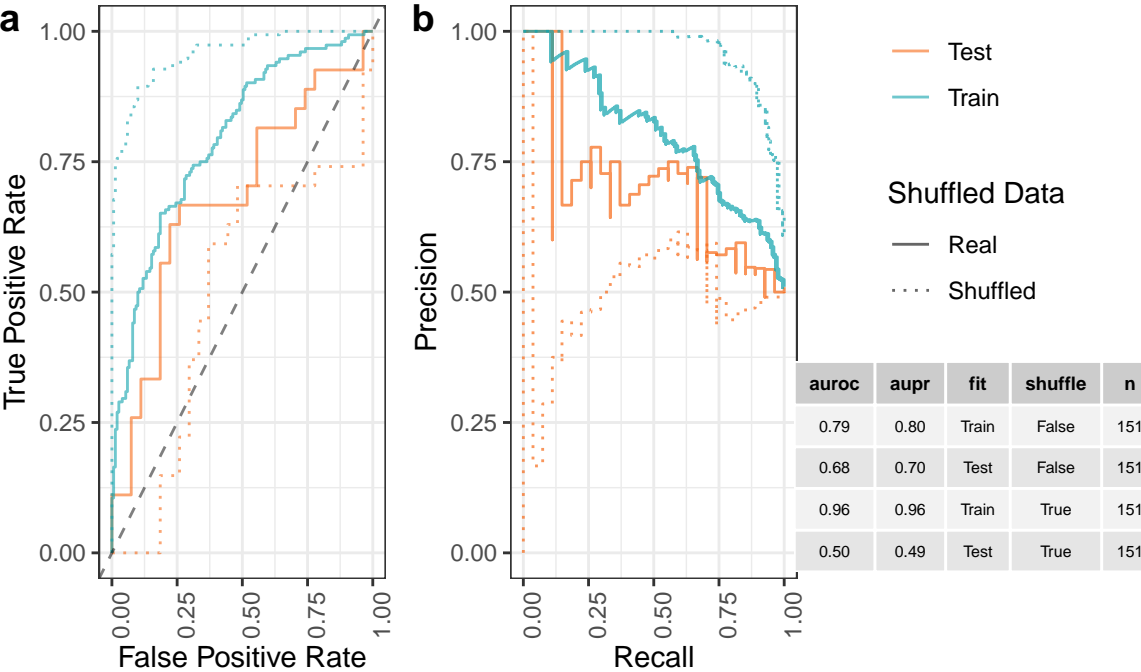 a
True Positive Rate
1.00
0.75
0.50
0.25
0.00
0.00 0.25 0.50 0.75 1.00
False Positive Rate
b
Precision
1.00
0.75
0.50
0.25
0.00
0.00 0.25 0.50 0.75 1.00
Recall
Test
Train
Shuffled Data
Real
Shuffled
auroc aupr fit shuffle n
0.79 0.80 Train False 151
0.68 0.70 Test False 151
0.96 0.96 Train True 151
0.50 0.49 Test True 151